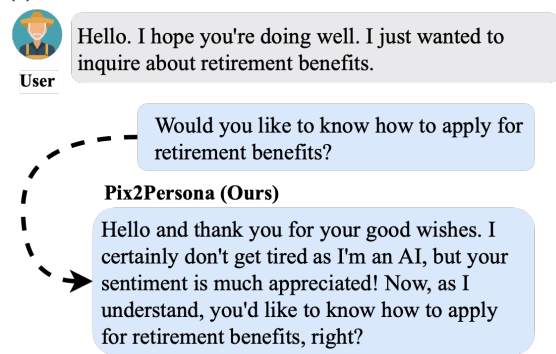 Hello. I hope you're doing well. I just wanted to
inquire about retirement benefits.
User
Would you like to know how to apply for
retirement benefits?
Pix2Persona (Ours)
Hello and thank you for your good wishes. I
certainly don't get tired as I'm an AI, but your
sentiment is much appreciated! Now, as I
understand, you'd like to know how to apply
for retirement benefits, right?